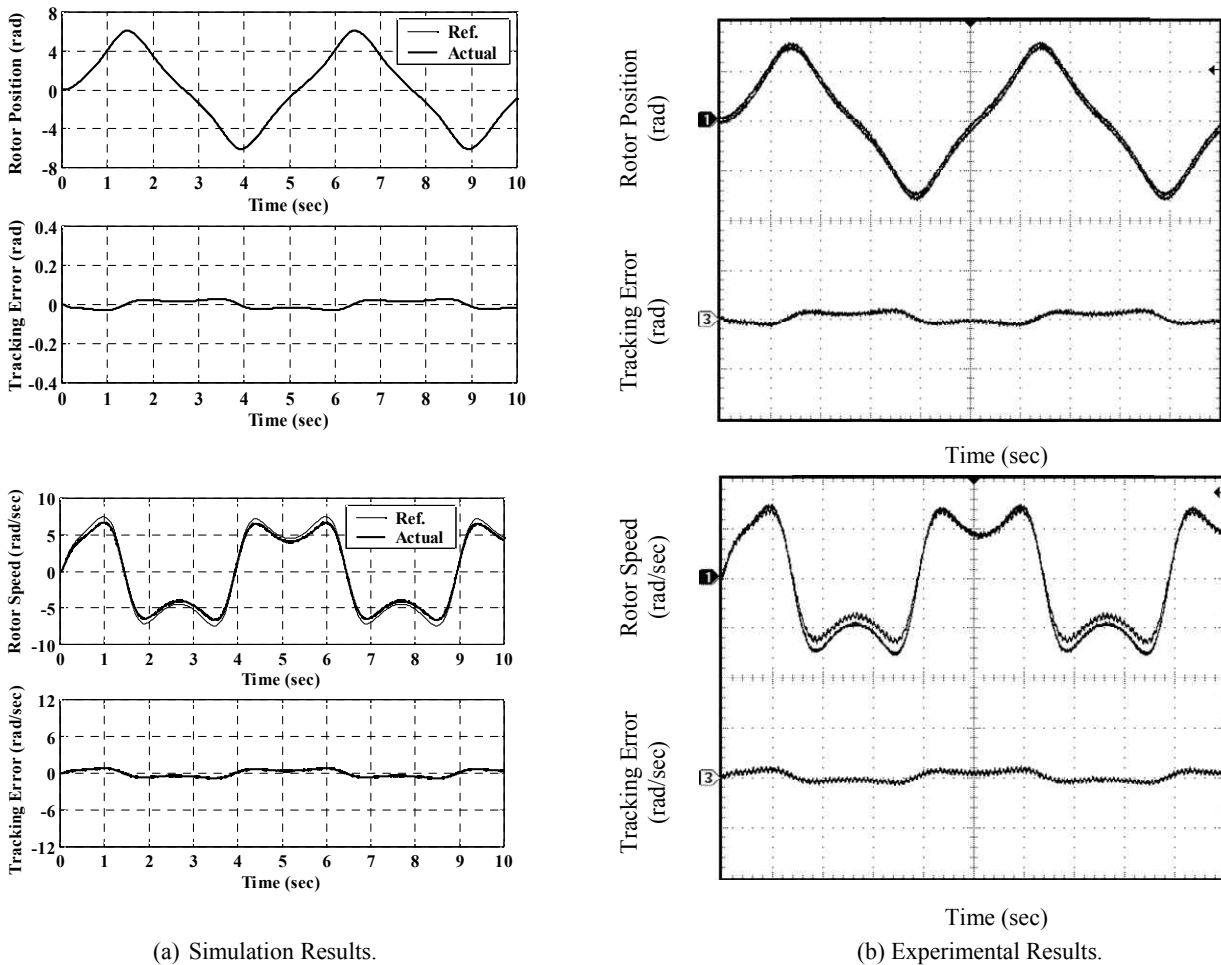 8
4
0
-4
-8
Rotor Position (rad)
Ref.
Actual
0 1 2 3 4 5 6 7 8 9 10
Time (sec)
0.4
0.2
0
-0.2
-0.4
Tracking Error (rad)
0 1 2 3 4 5 6 7 8 9 10
Time (sec)
Rotor Position
(rad)
1
Tracking Error
(rad
3
Time (sec)
10
5
0
-5
-10
Rotor Speed (rad/sec)
Ref.
Actual
0 1 2 3 4 5 6 7 8 9 10
Time (sec)
12
6
0
-6
-12
Tracking Error (rad/sec)
0 1 2 3 4 5 6 7 8 9 10
Time (sec)
Rotor Speed
(rad/sec)
1
Tracking Error
(rad/sec)
3
Time (sec)
(a) Simulation Results.
(b) Experimental Results.